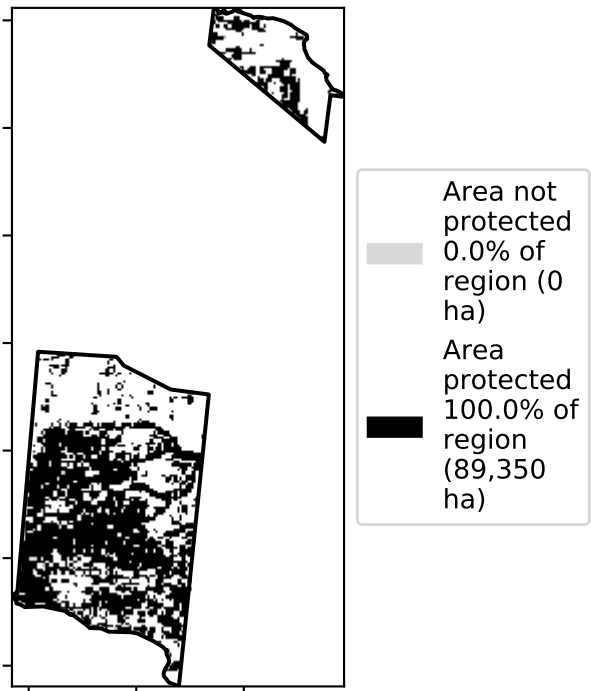 Area not
protected
0.0% of
region (0
ha)
Area
protected
100.0% of
region
(89,350
ha)